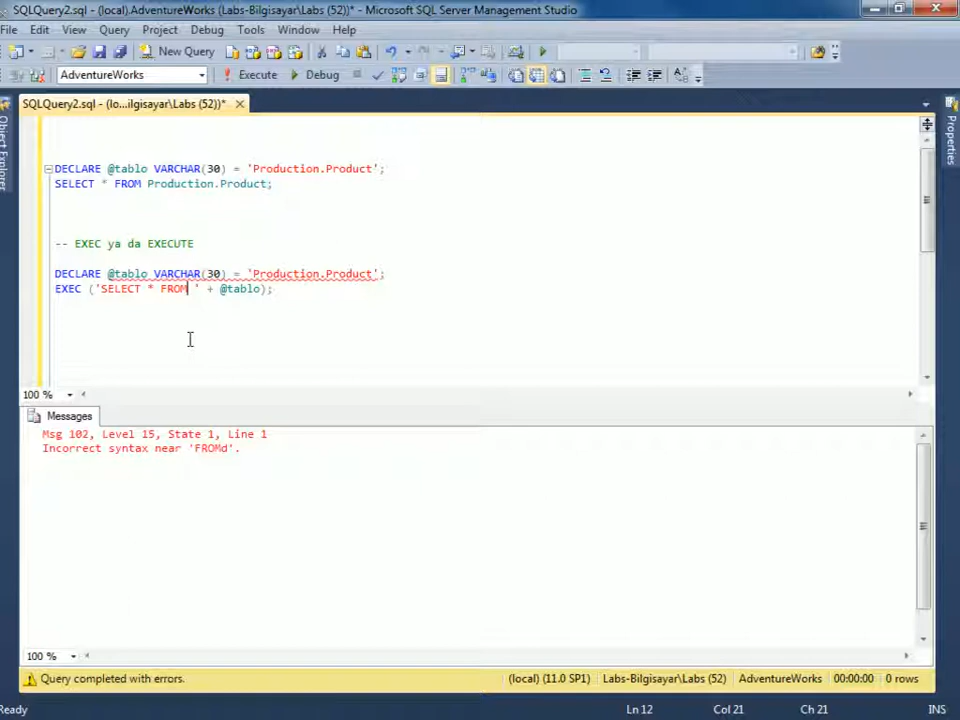 SQLQuery2.sql - (local).AdventureWorks (Labs-Bilgisayar\Labs (52))* - Microsoft SQL Server Management Studio
File Edit View Query Project Debug Tools Window Help
New Query
AdventureWorks Execute Debug
SQLQuery2.sql - (lo...ilgisayar\Labs (52))*
Object Explorer
Properties
DECLARE @tablo VARCHAR(30) = 'Production.Product';
SELECT * FROM Production.Product;
-- EXEC ya da EXECUTE
DECLARE @tablo VARCHAR(30) = 'Production.Product';
EXEC ('SELECT * FROM ' + @tablo);
100 %
Messages
Msg 102, Level 15, State 1, Line 1
Incorrect syntax near 'FROMd'.
100 %
Query completed with errors. (local) (11.0 SP1) Labs-Bilgisayar\Labs (52) AdventureWorks 00:00:00 0 rows
Ready Ln 12 Col 21 Ch 21 INS